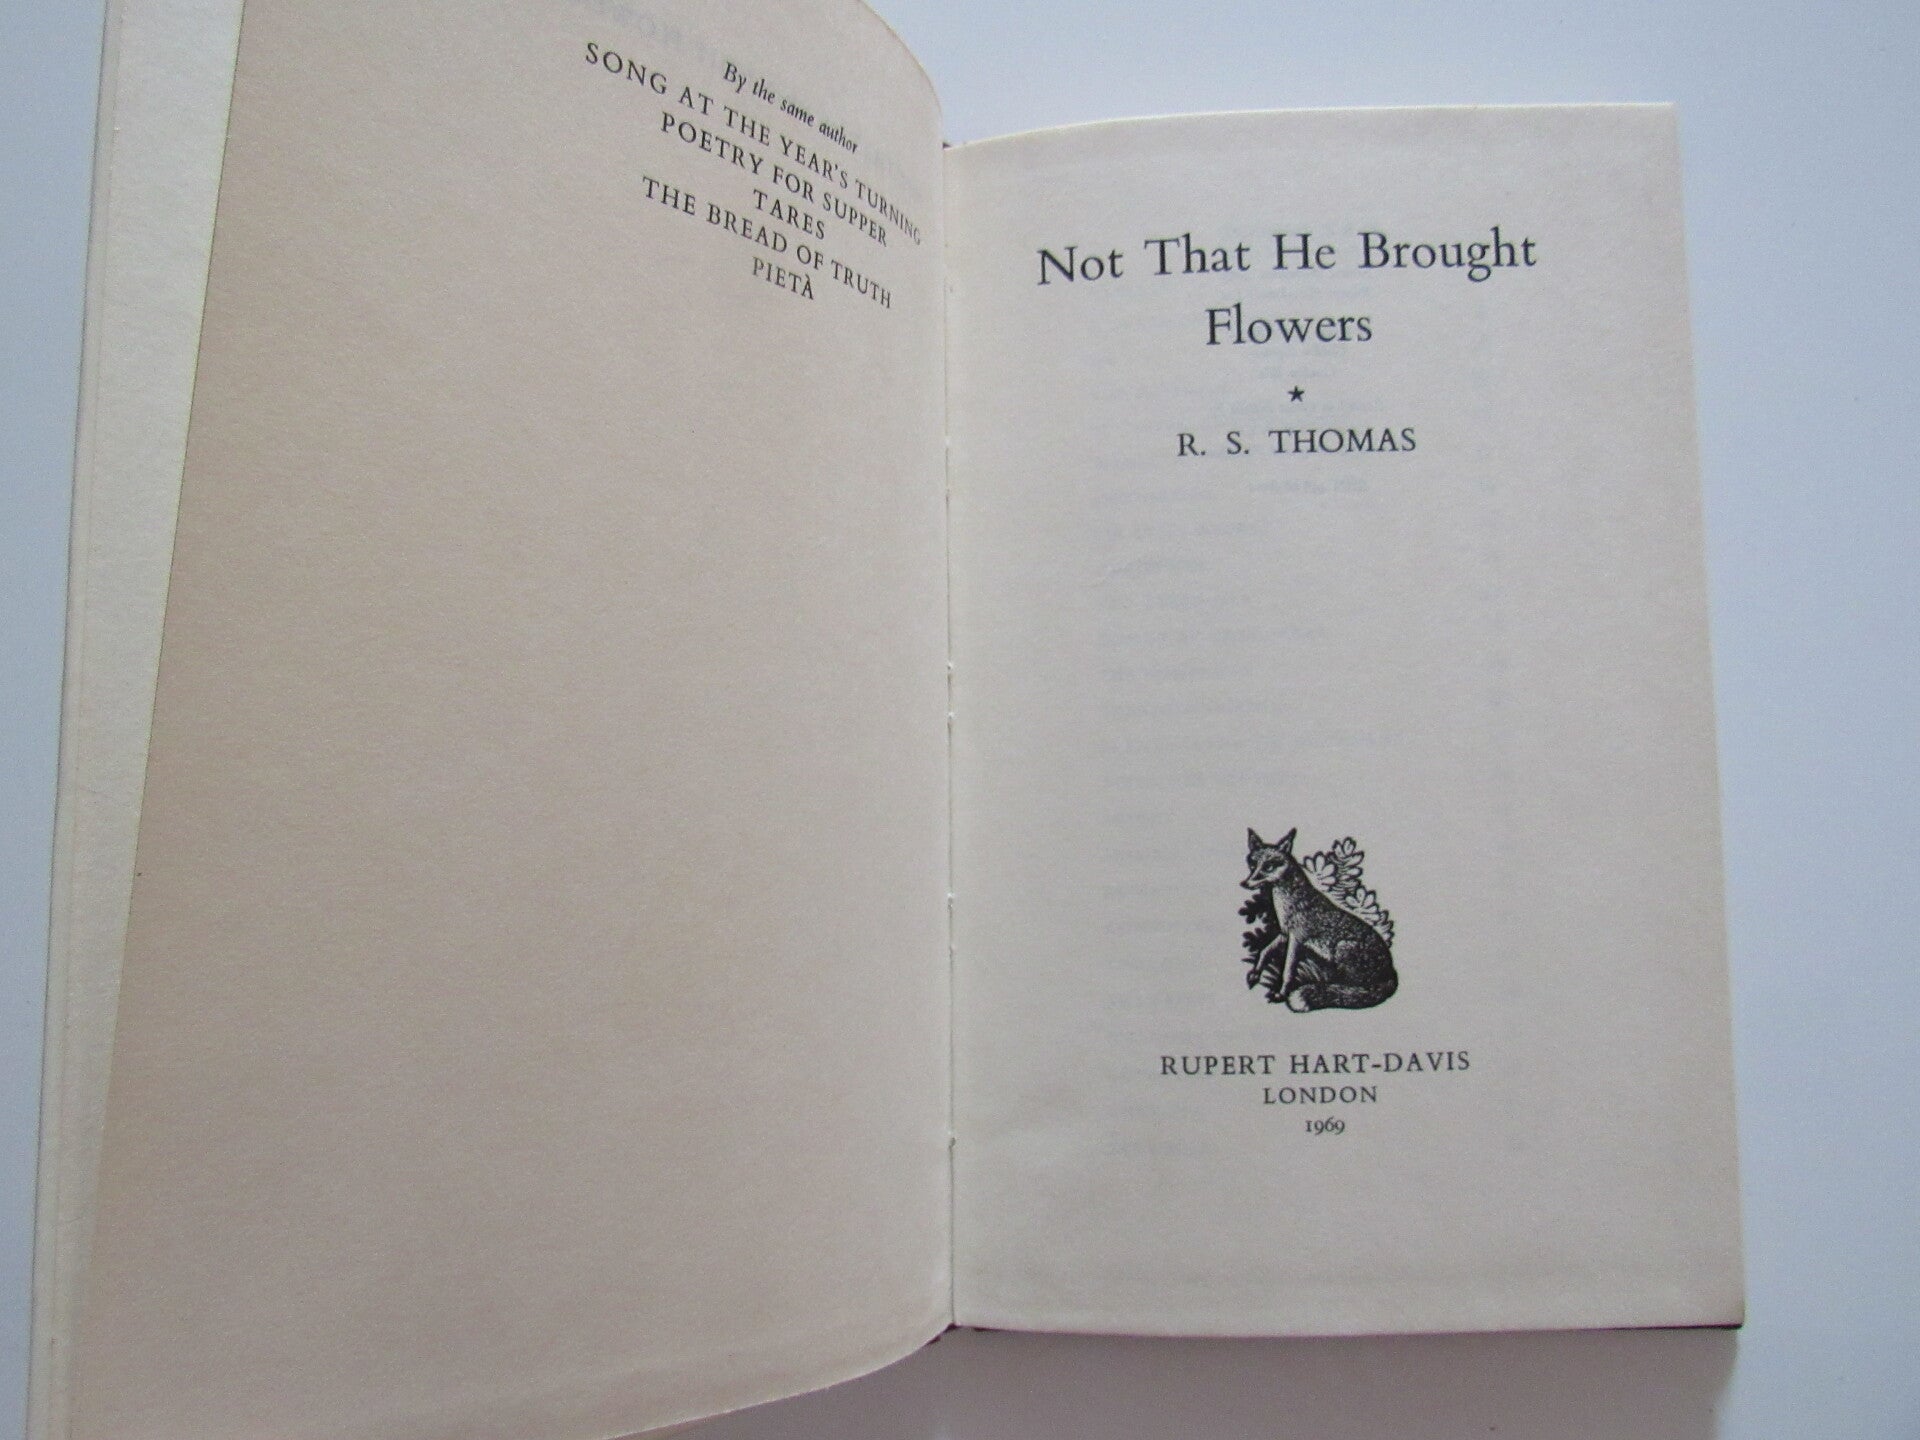 By the same author
SONG AT THE YEAR'S TURNING
POETRY FOR SUPPER
TARES
THE BREAD OF TRUTH
PIETÀ
Not That He Brought
Flowers
★
R. S. THOMAS
RUPERT HART-DAVIS
LONDON
1969